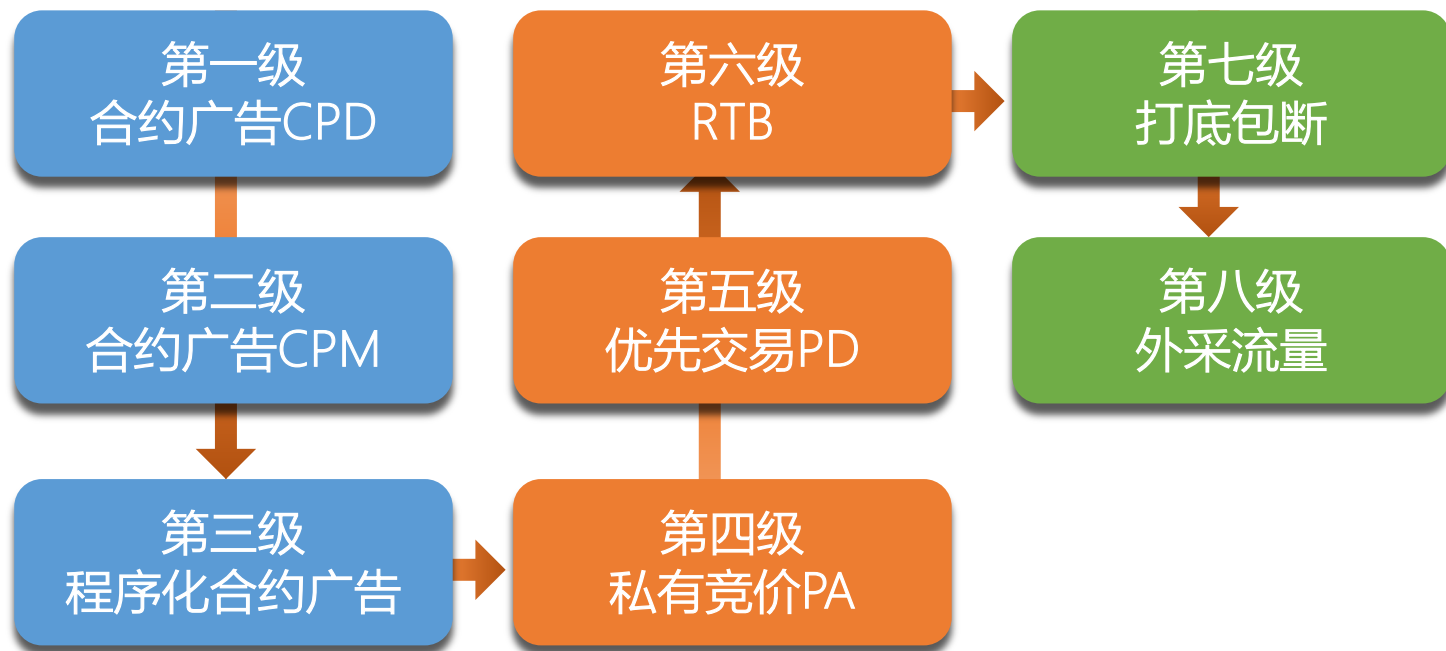 第一级
合约广告CPD
第二级
合约广告CPM
第三级
程序化合约广告
第四级
私有竞价PA
第五级
优先交易PD
第六级
RTB
第七级
打底包断
第八级
外采流量